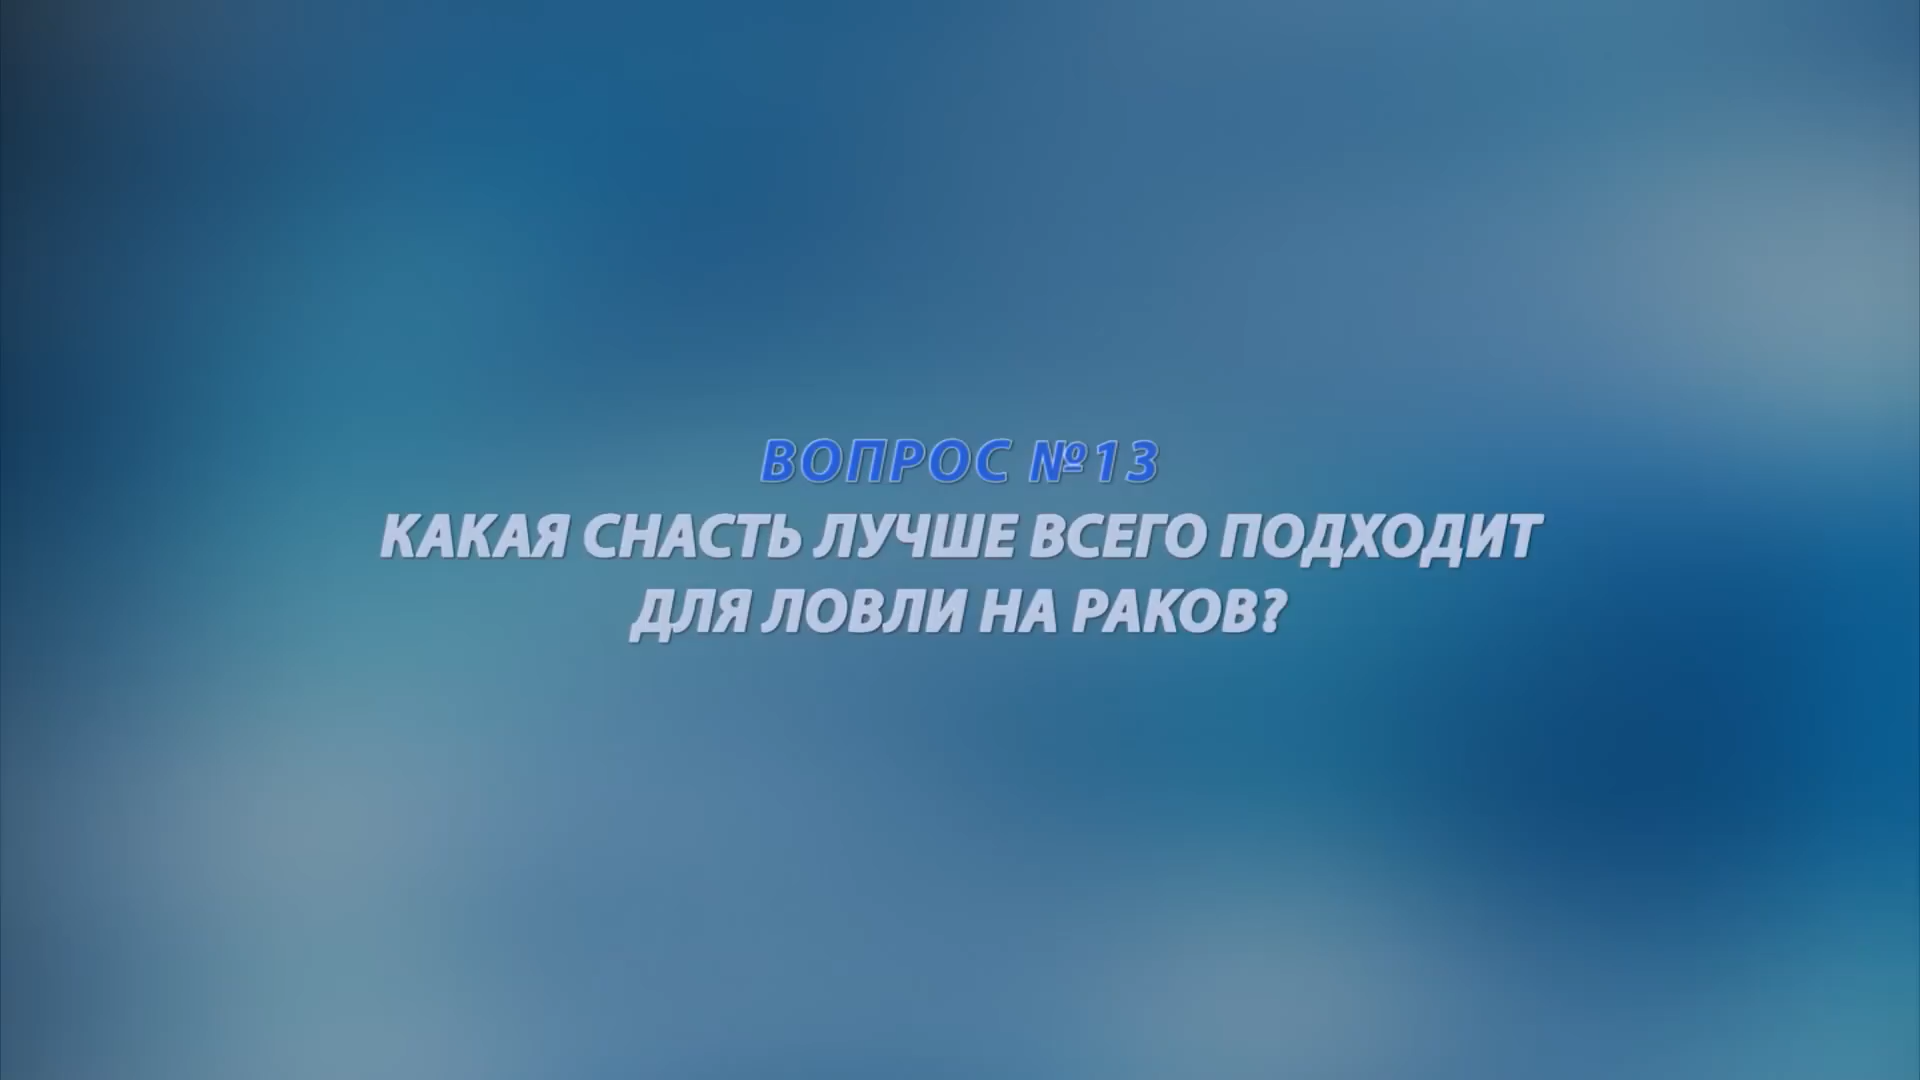 ВОПРОС №13
КАКАЯ СНАСТЬ ЛУЧШЕ ВСЕГО ПОДХОДИТ
ДЛЯ ЛОВЛИ НА РАКОВ?